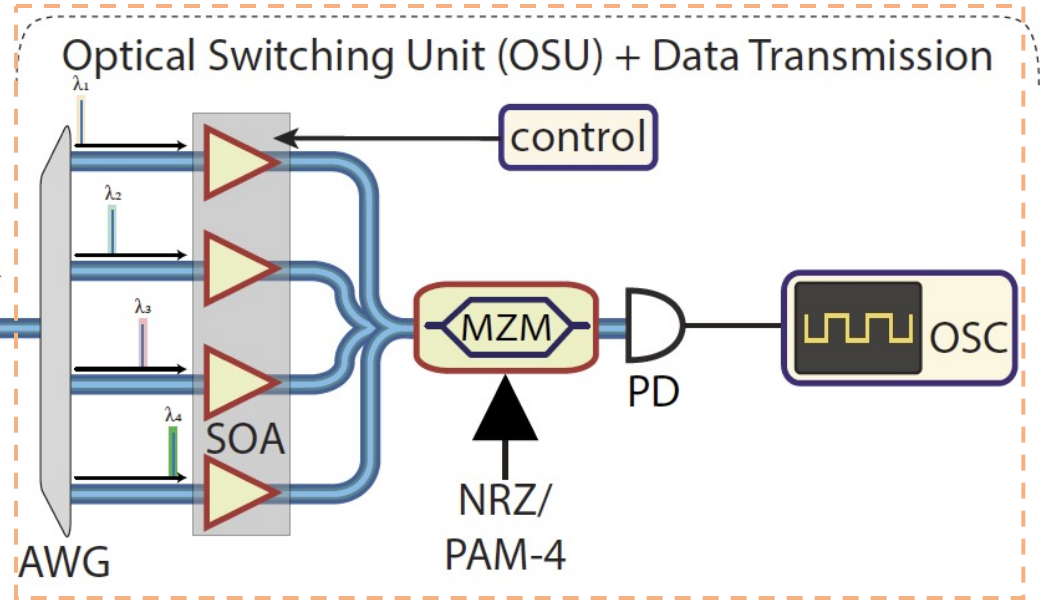 Optical Switching Unit (OSU) + Data Transmission
λ₁
control
λ₂
λ₃
MZM
OSC
PD
λ₄
SOA
NRZ/
PAM-4
AWG